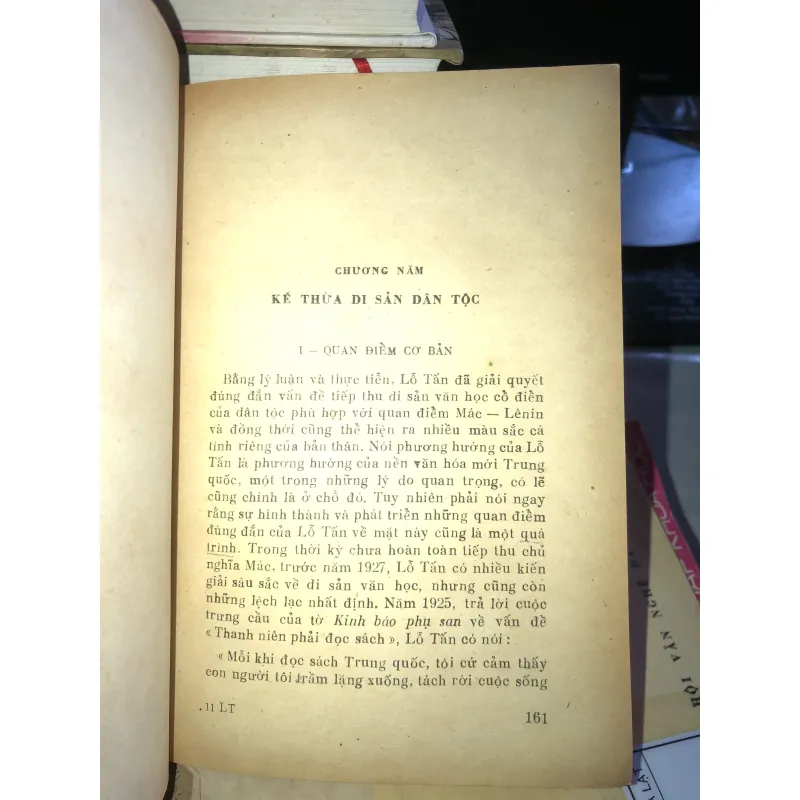 CHƯƠNG NĂM
KẾ THỪA DI SẢN DÂN TỘC
I — QUAN ĐIỂM CƠ BẢN
Bằng lý luận và thực tiễn, Lỗ Tấn đã giải quyết
đúng đắn vấn đề tiếp thu di sản văn học cổ điển
của dân tộc phù hợp với quan điểm Mác — Lênin
và đồng thời cũng thể hiện ra nhiều màu sắc cá
tính riêng của bản thân. Nói phương hướng của Lỗ
Tấn là phương hướng của nền văn hóa mới Trung
quốc, một trong những lý do quan trọng, có lẽ
cũng chính là ở chỗ đó. Tuy nhiên phải nói ngay
rằng sự hình thành và phát triển những quan điểm
đúng đắn của Lỗ Tấn về mặt này cũng là một quá
trình. Trong thời kỳ chưa hoàn toàn tiếp thu chủ
nghĩa Mác, trước năm 1927, Lỗ Tấn có nhiều kiến
giải sâu sắc về di sản văn học, nhưng cũng còn
những lệch lạc nhất định. Năm 1925, trả lời cuộc
trưng cầu của tờ Kinh báo phụ san về vấn đề
« Thanh niên phải đọc sách », Lỗ Tấn có nói :
« Mỗi khi đọc sách Trung quốc, tôi cứ cảm thấy
con người tôi trầm lặng xuống, tách rời cuộc sống
11 LT
161
HỘI VĂN NGHỆ